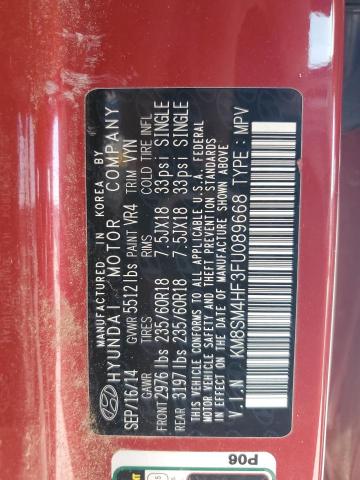 MANUFACTURED IN KOREA BY
HYUNDAI MOTOR COMPANY
SEP/16/14 GVWR 5512 lbs PAINT VR4 TRIM VYN
GAWR TIRES RMS COLD TIRE INFL
FRONT 2976 lbs 235/60R18 7.5JX18 33psi SINGLE
REAR 3197 lbs 235/60R18 7.5JX18 33psi SINGLE
THIS VEHICLE CONFORMS TO ALL APPLICABLE U.S.A. FEDERAL
MOTOR VEHICLE SAFETY AND THEFT PREVENTION STANDARDS
IN EFFECT ON THE DATE OF MANUFACTURE SHOWN ABOVE.
V.I.N : KM8SM4HF3FU089668 TYPE : MPV
P06